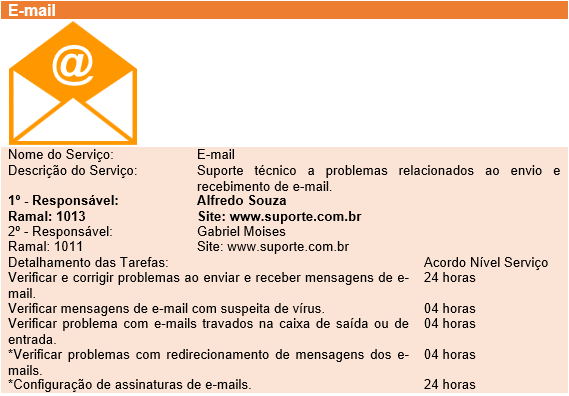 E-mail
@
Nome do Serviço: E-mail
Descrição do Serviço: Suporte técnico a problemas relacionados ao envio e
recebimento de e-mail.
1º - Responsável: Alfredo Souza
Ramal: 1013 Site: www.suporte.com.br
2º - Responsável: Gabriel Moises
Ramal: 1011 Site: www.suporte.com.br
Detalhamento das Tarefas: Acordo Nível Serviço
Verificar e corrigir problemas ao enviar e receber mensagens de e- 24 horas
mail.
Verificar mensagens de e-mail com suspeita de vírus. 04 horas
Verificar problema com e-mails travados na caixa de saída ou de 04 horas
entrada.
*Verificar problemas com redirecionamento de mensagens dos e- 04 horas
mails.
*Configuração de assinaturas de e-mails. 24 horas